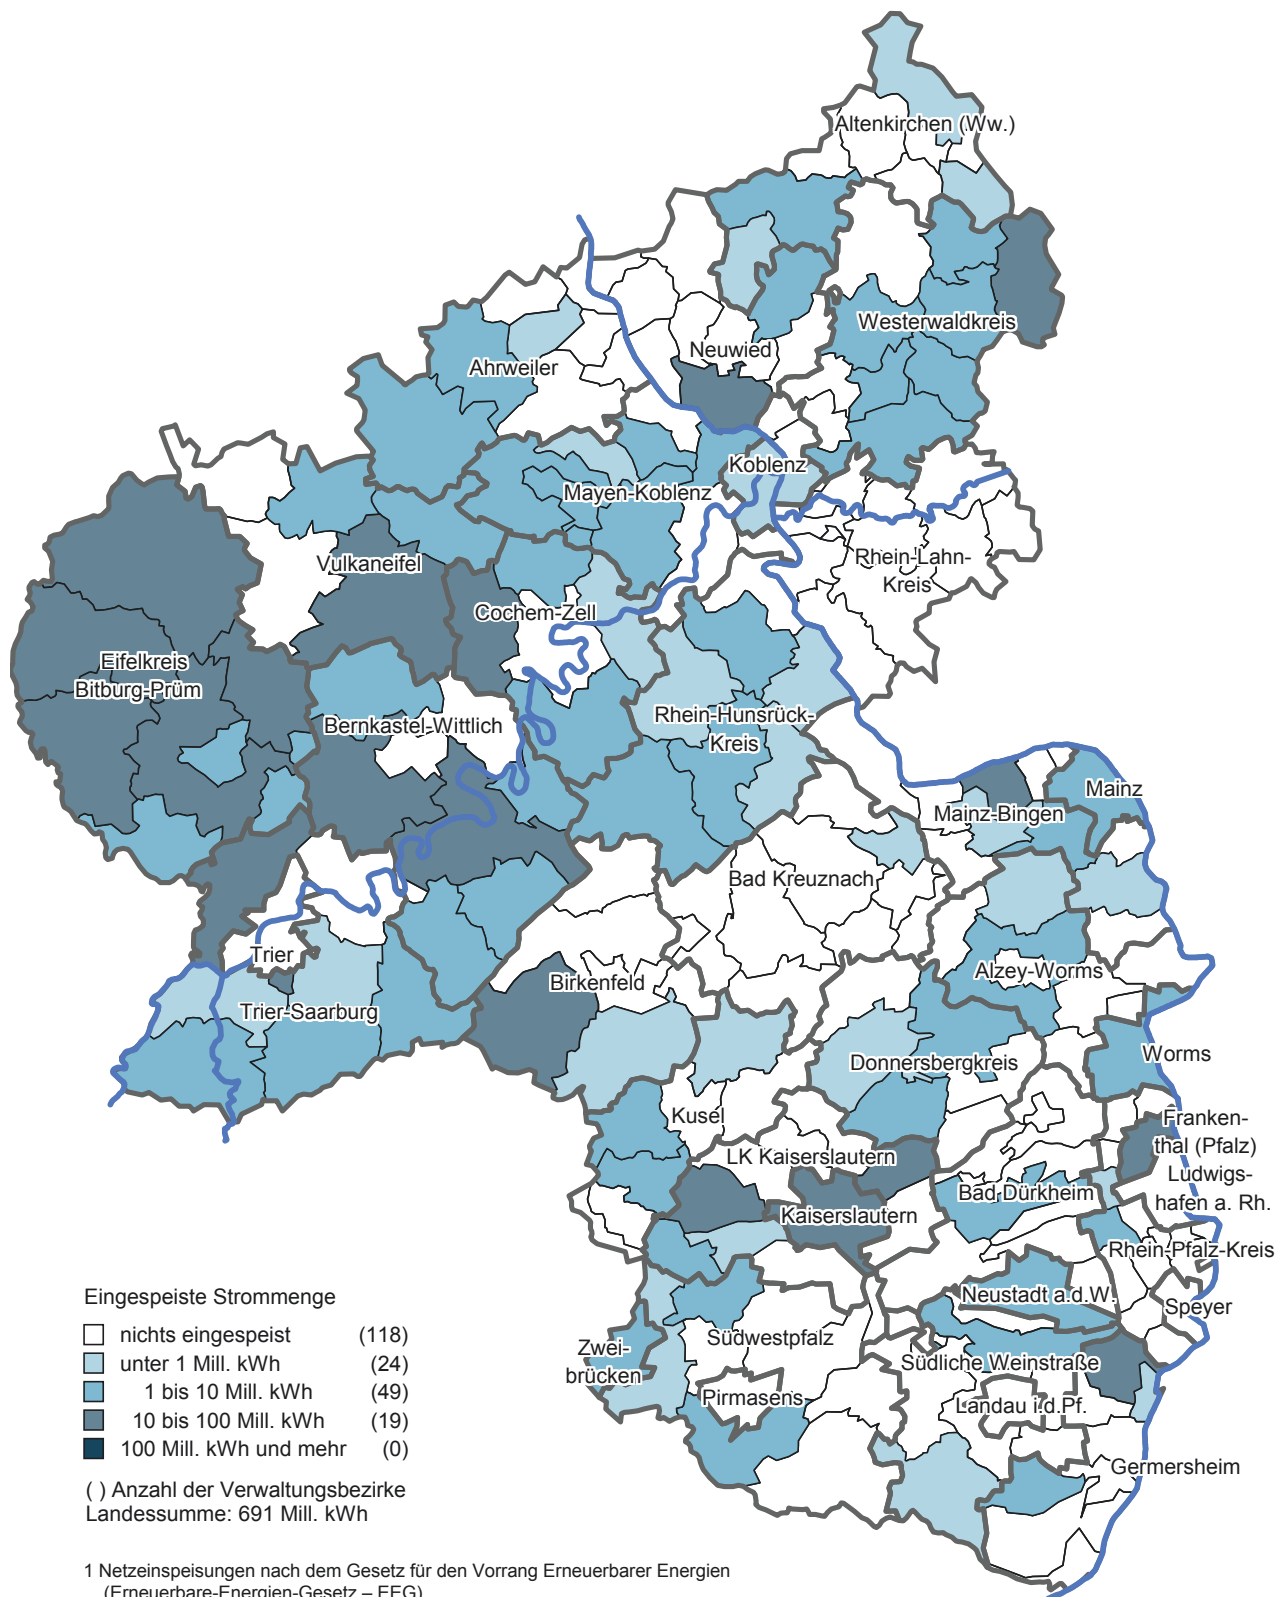 Altenkirchen (Ww.)
Westerwaldkreis
Neuwied
Ahrweiler
Koblenz
Mayen-Koblenz
Rhein-Lahn-
Kreis
Vulkaneifel
Cochem-Zell
Eifelkreis
Bitburg-Prüm
Rhein-Hunsrück-
Kreis
Bernkastel-Wittlich
Mainz
Mainz-Bingen
Bad Kreuznach
Trier
Alzey-Worms
Birkenfeld
Trier-Saarburg
Worms
Donnersbergkreis
Kusel
Franken-
thal (Pfalz)
LK Kaiserslautern
Ludwigs-
hafen a. Rh.
Bad Dürkheim
Kaiserslautern
Rhein-Pfalz-Kreis
Neustadt a.d.W.
Speyer
Südwestpfalz
Zwei-
brücken
Südliche Weinstraße
Pirmasens
Landau i.d.Pf.
Germersheim
Eingespeiste Strommenge
nichts eingespeist (118)
unter 1 Mill. kWh (24)
1 bis 10 Mill. kWh (49)
10 bis 100 Mill. kWh (19)
100 Mill. kWh und mehr (0)
( ) Anzahl der Verwaltungsbezirke
Landessumme: 691 Mill. kWh
1 Netzeinspeisungen nach dem Gesetz für den Vorrang Erneuerbarer Energien
(Erneuerbare-Energien-Gesetz – EEG)